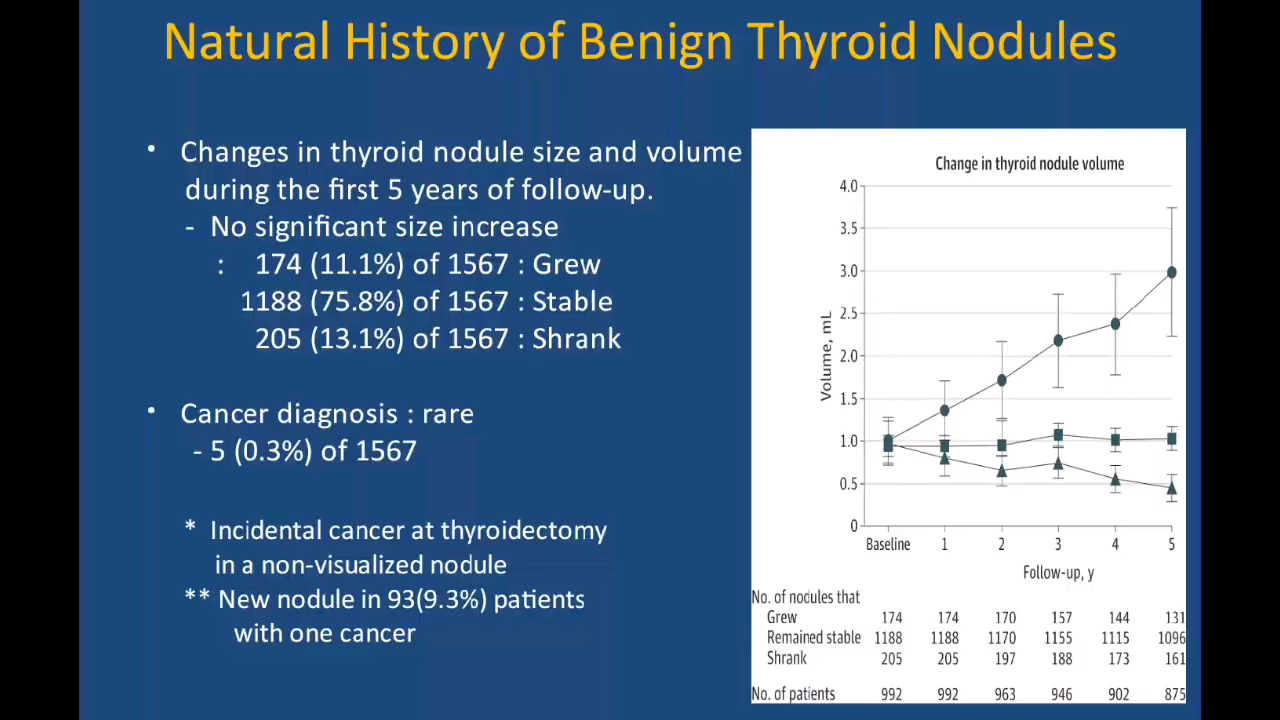 Natural History of Benign Thyroid Nodules
• Changes in thyroid nodule size and volume
during the first 5 years of follow-up.
- No significant size increase
: 174 (11.1%) of 1567 : Grew
1188 (75.8%) of 1567 : Stable
205 (13.1%) of 1567 : Shrank
• Cancer diagnosis : rare
- 5 (0.3%) of 1567
* Incidental cancer at thyroidectomy
in a non-visualized nodule
** New nodule in 93(9.3%) patients
with one cancer
Change in thyroid nodule volume
4.0
3.5
3.0
2.5
2.0
1.5
1.0
0.5
0
Volume, mL
Baseline 1 2 3 4 5
Follow-up, y
No. of nodules that
Grew 174 174 170 157 144 131
Remained stable 1188 1188 1170 1155 1115 1096
Shrank 205 205 197 188 173 161
No. of patients 992 992 963 946 902 875